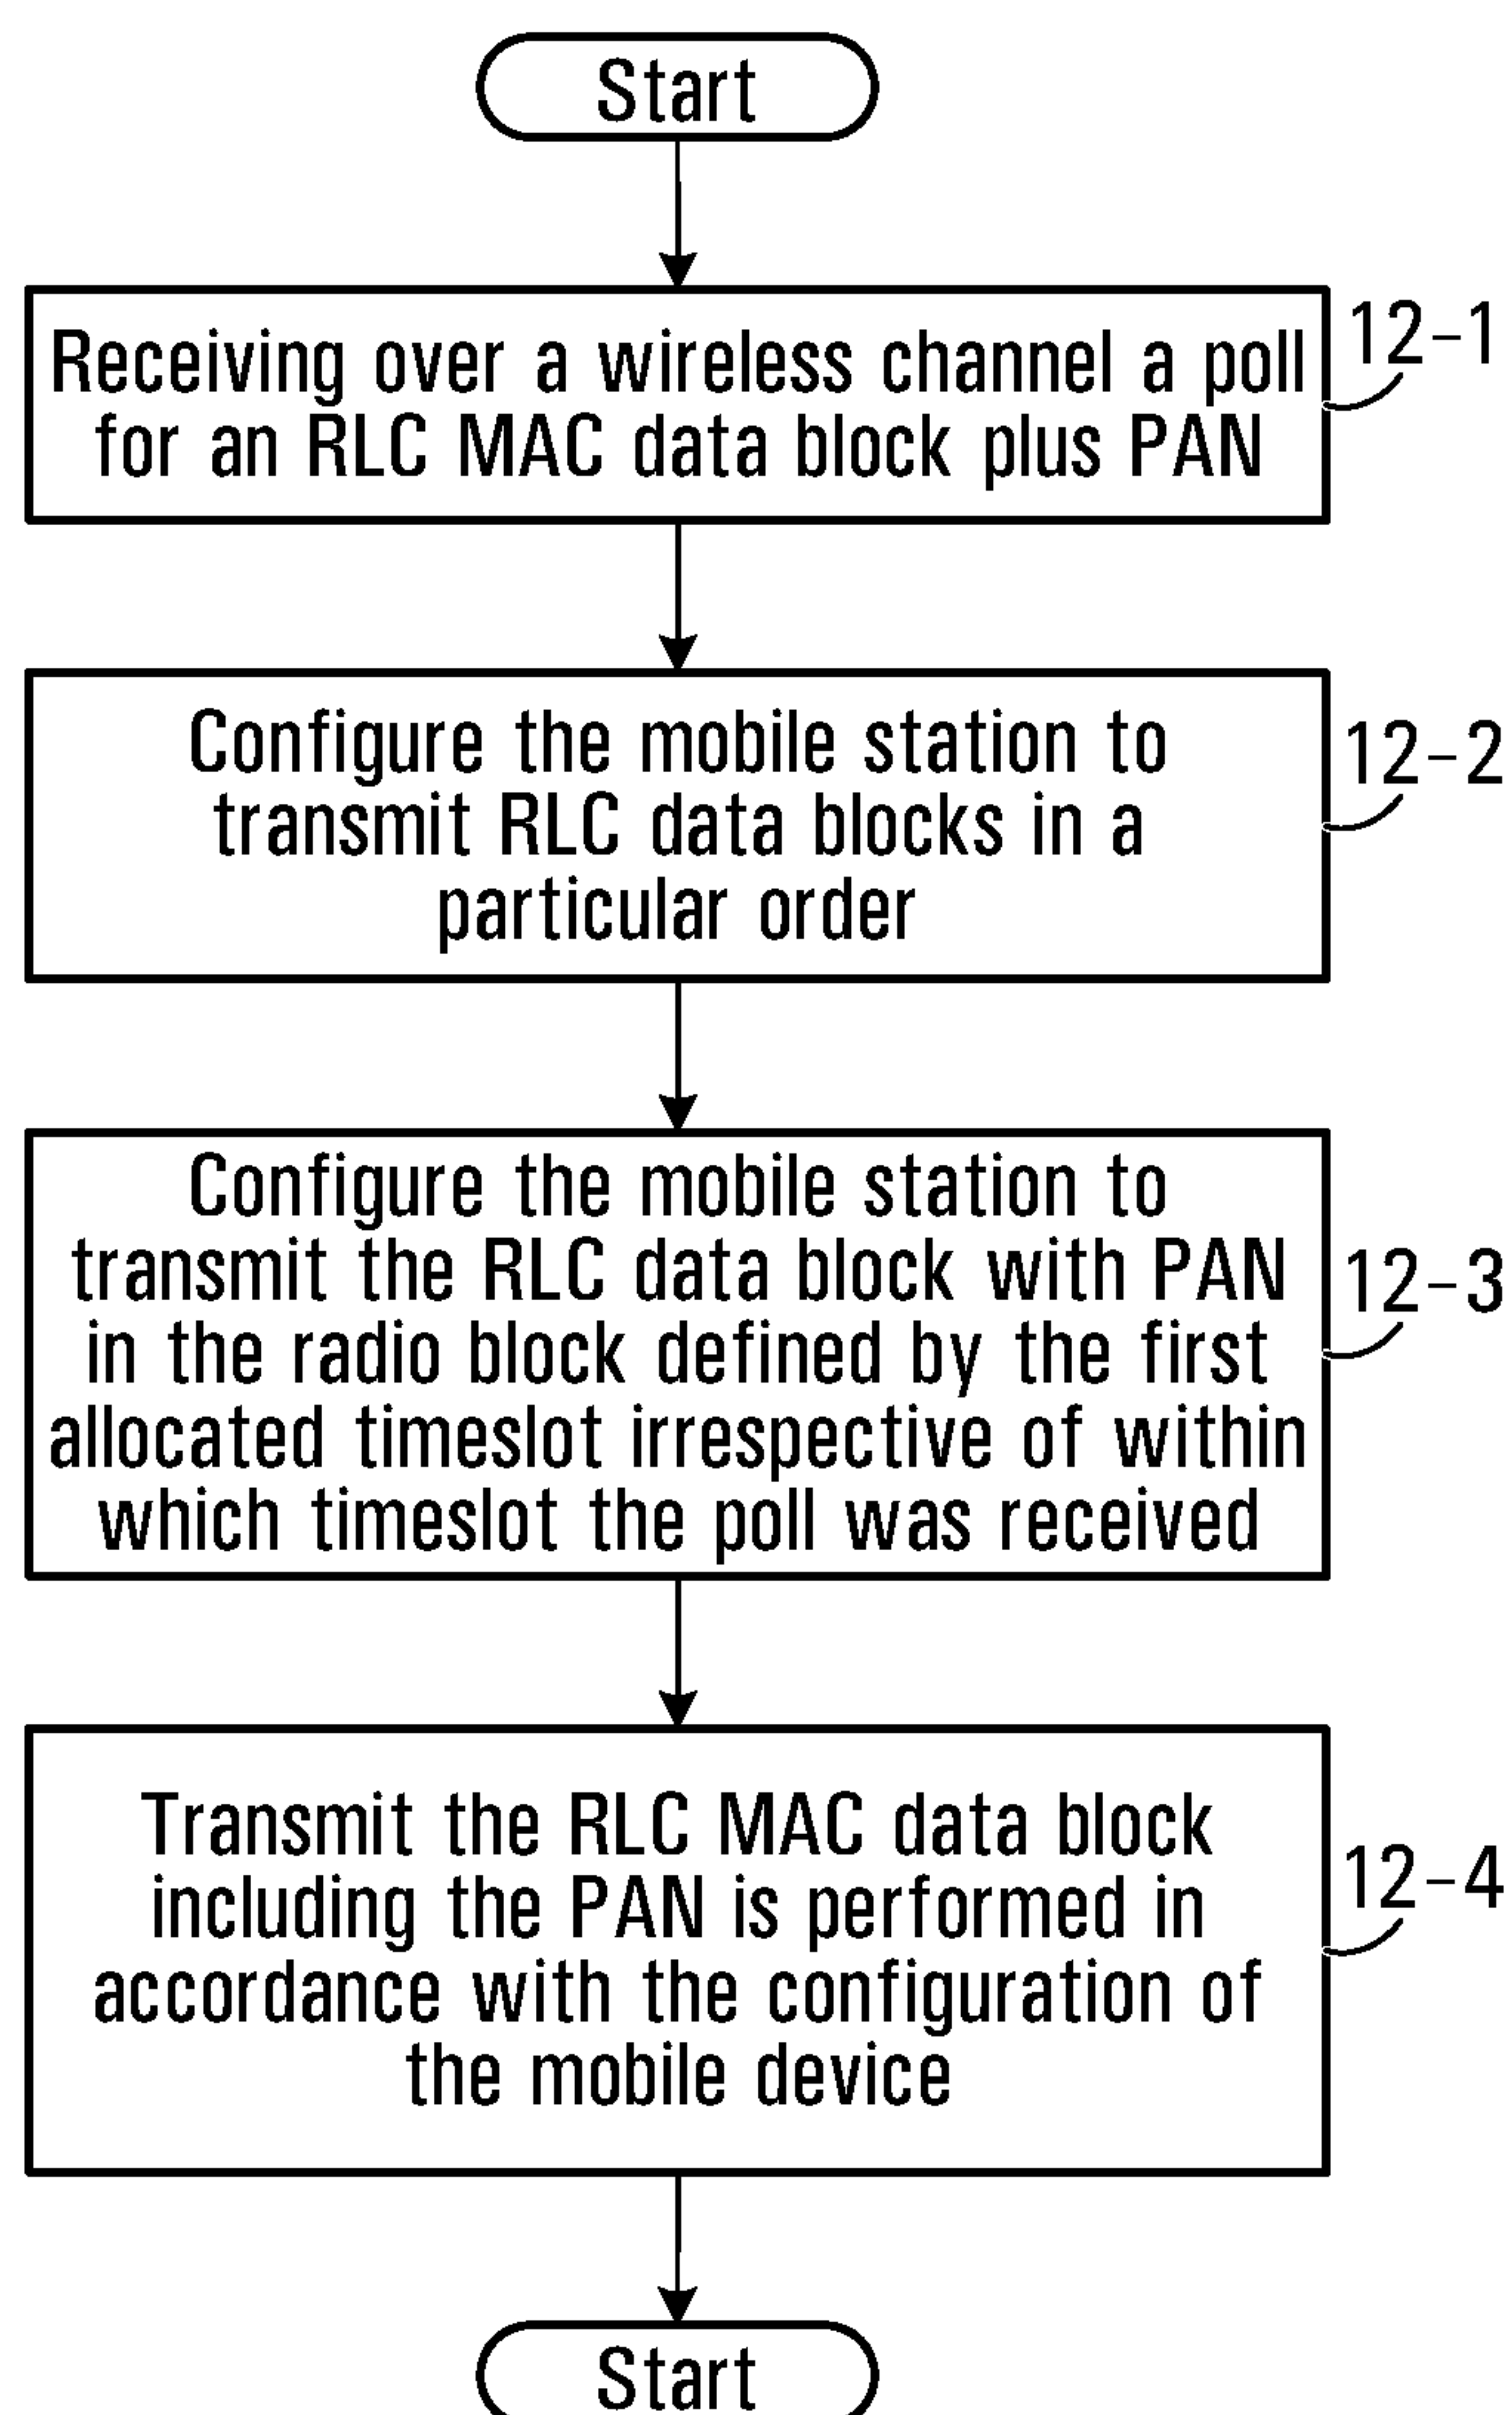 Start
Receiving over a wireless channel a poll
for an RLC MAC data block plus PAN
12-1
Configure the mobile station to
transmit RLC data blocks in a
particular order
12-2
Configure the mobile station to
transmit the RLC data block with PAN
in the radio block defined by the first
allocated timeslot irrespective of within
which timeslot the poll was received
12-3
Transmit the RLC MAC data block
including the PAN is performed in
accordance with the configuration of
the mobile device
12-4
Start